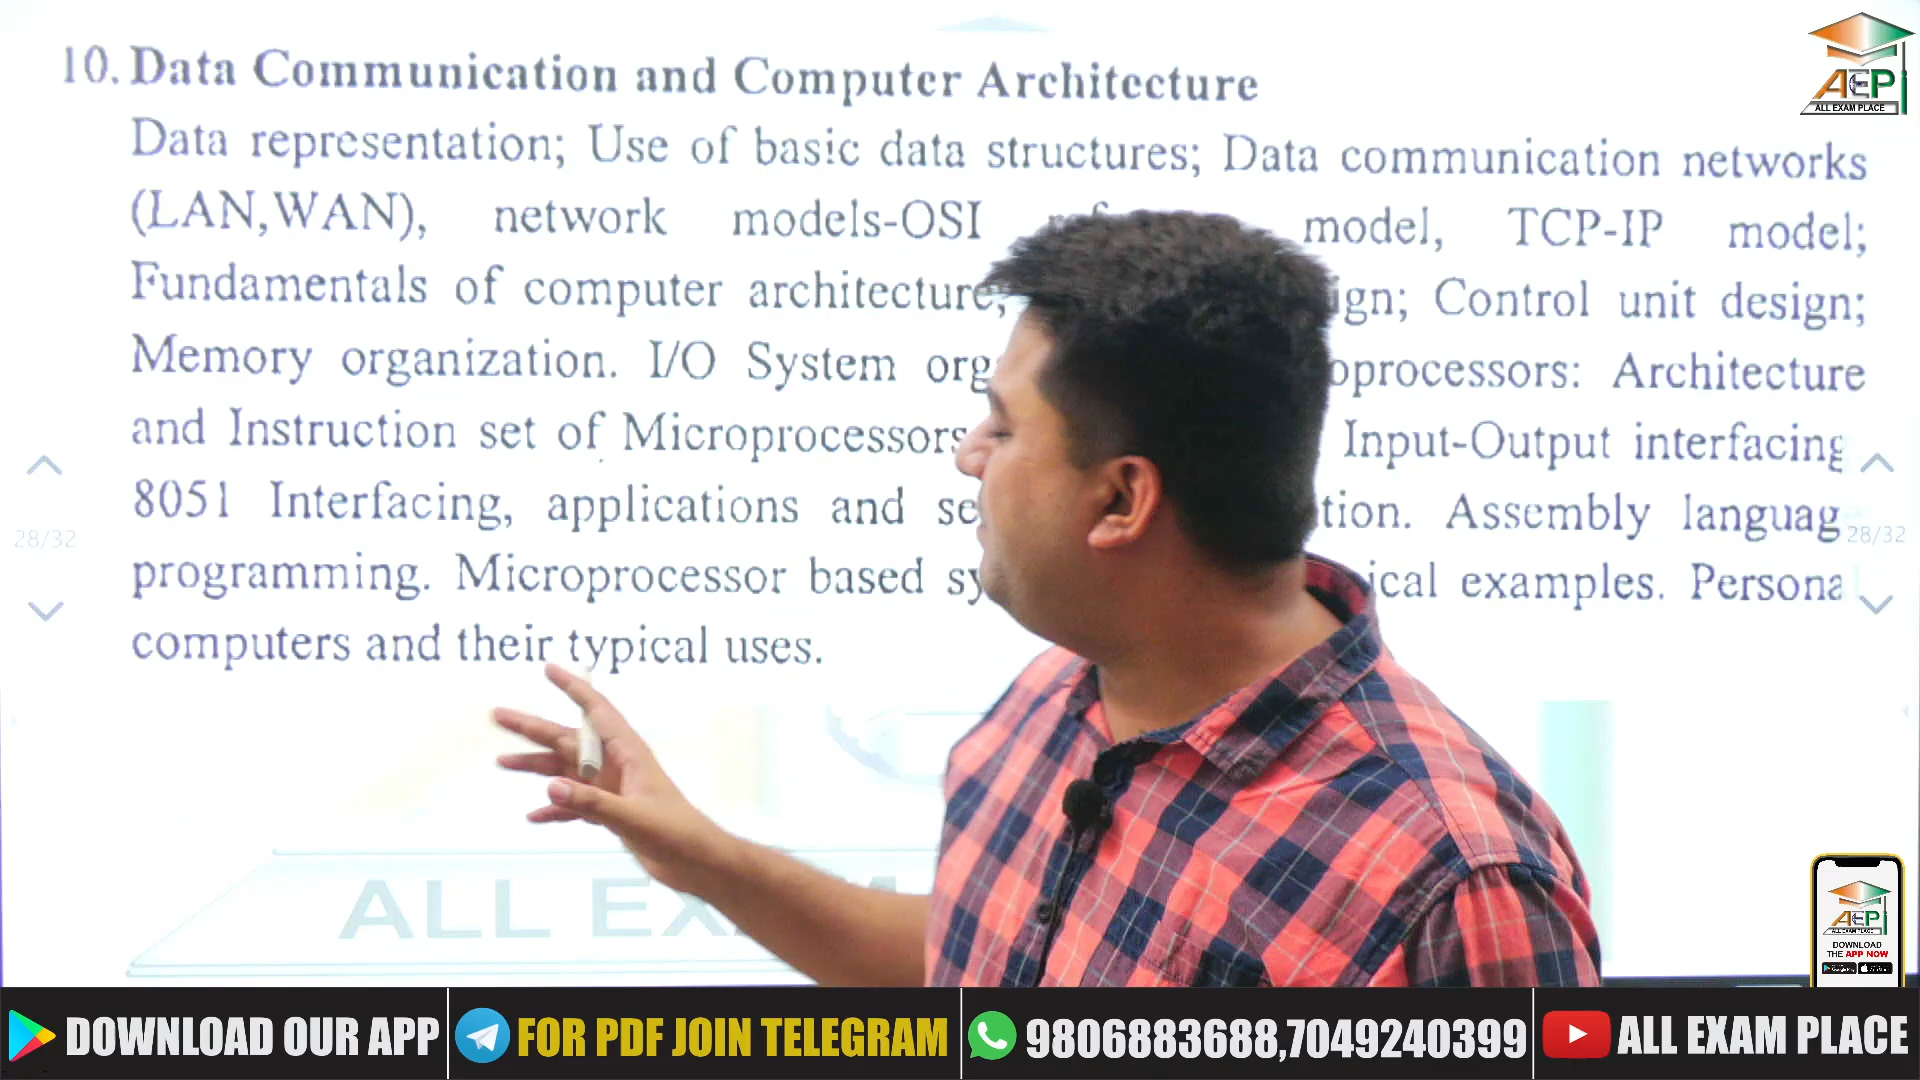 10. Data Communication and Computer Architecture
Data representation; Use of basic data structures; Data communication networks
(LAN,WAN), network models-OSI model, TCP-IP model;
Fundamentals of computer architecture, ign; Control unit design;
Memory organization. I/O System org oprocessors: Architecture
and Instruction set of Microprocessors Input-Output interfacing
8051 Interfacing, applications and se tion. Assembly languag
programming. Microprocessor based sy ical examples. Persona
computers and their typical uses.
28/32
28/32
AEP
ALL EXAM PLACE
ALL EX
AEP
ALL EXAM PLACE
DOWNLOAD
THE APP NOW
DOWNLOAD OUR APP
FOR PDF JOIN TELEGRAM
9806883688,7049240399
ALL EXAM PLACE